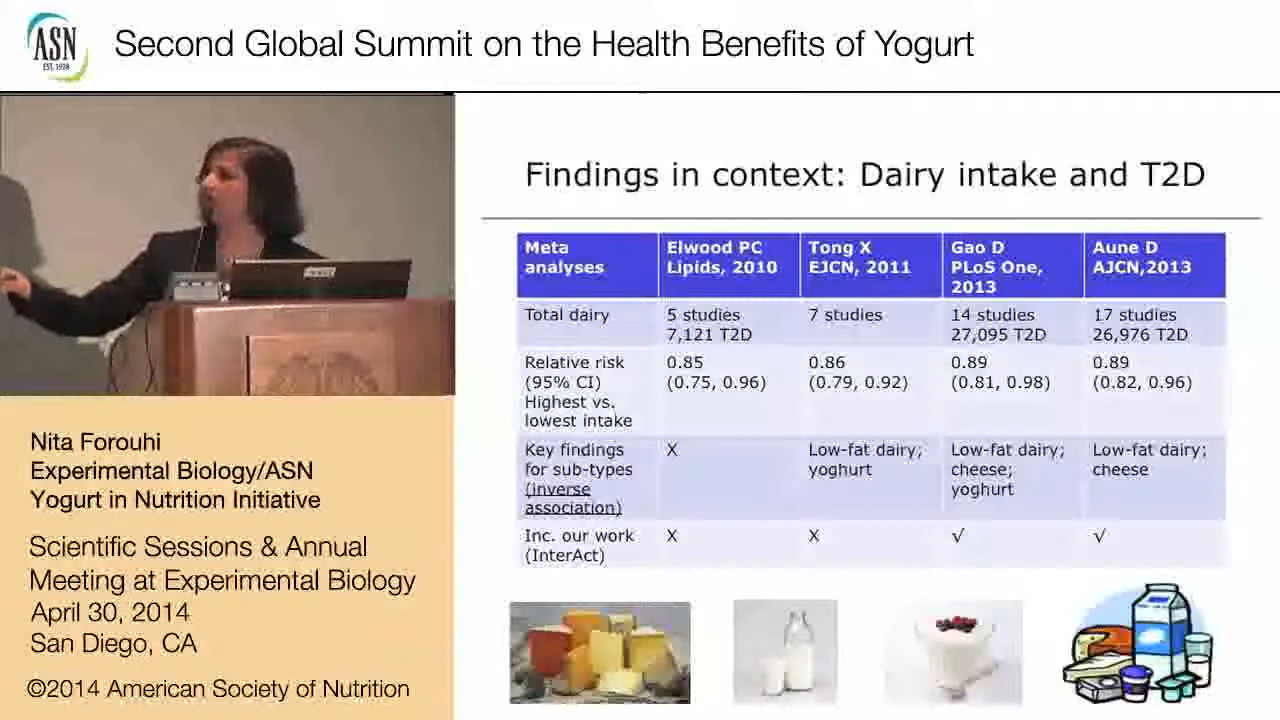 ASN
EST. 1928
Second Global Summit on the Health Benefits of Yogurt
Findings in context: Dairy intake and T2D
Meta analyses
Elwood PC Lipids, 2010
Tong X EJCN, 2011
Gao D PLoS One, 2013
Aune D AJCN,2013
Total dairy
5 studies 7,121 T2D
7 studies
14 studies 27,095 T2D
17 studies 26,976 T2D
Relative risk (95% CI) Highest vs. lowest intake
0.85 (0.75, 0.96)
0.86 (0.79, 0.92)
0.89 (0.81, 0.98)
0.89 (0.82, 0.96)
Key findings for sub-types (inverse association)
X
Low-fat dairy; yoghurt
Low-fat dairy; cheese; yoghurt
Low-fat dairy; cheese
Inc. our work (InterAct)
X
X
√
√
Nita Forouhi
Experimental Biology/ASN
Yogurt in Nutrition Initiative
Scientific Sessions & Annual
Meeting at Experimental Biology
April 30, 2014
San Diego, CA
©2014 American Society of Nutrition